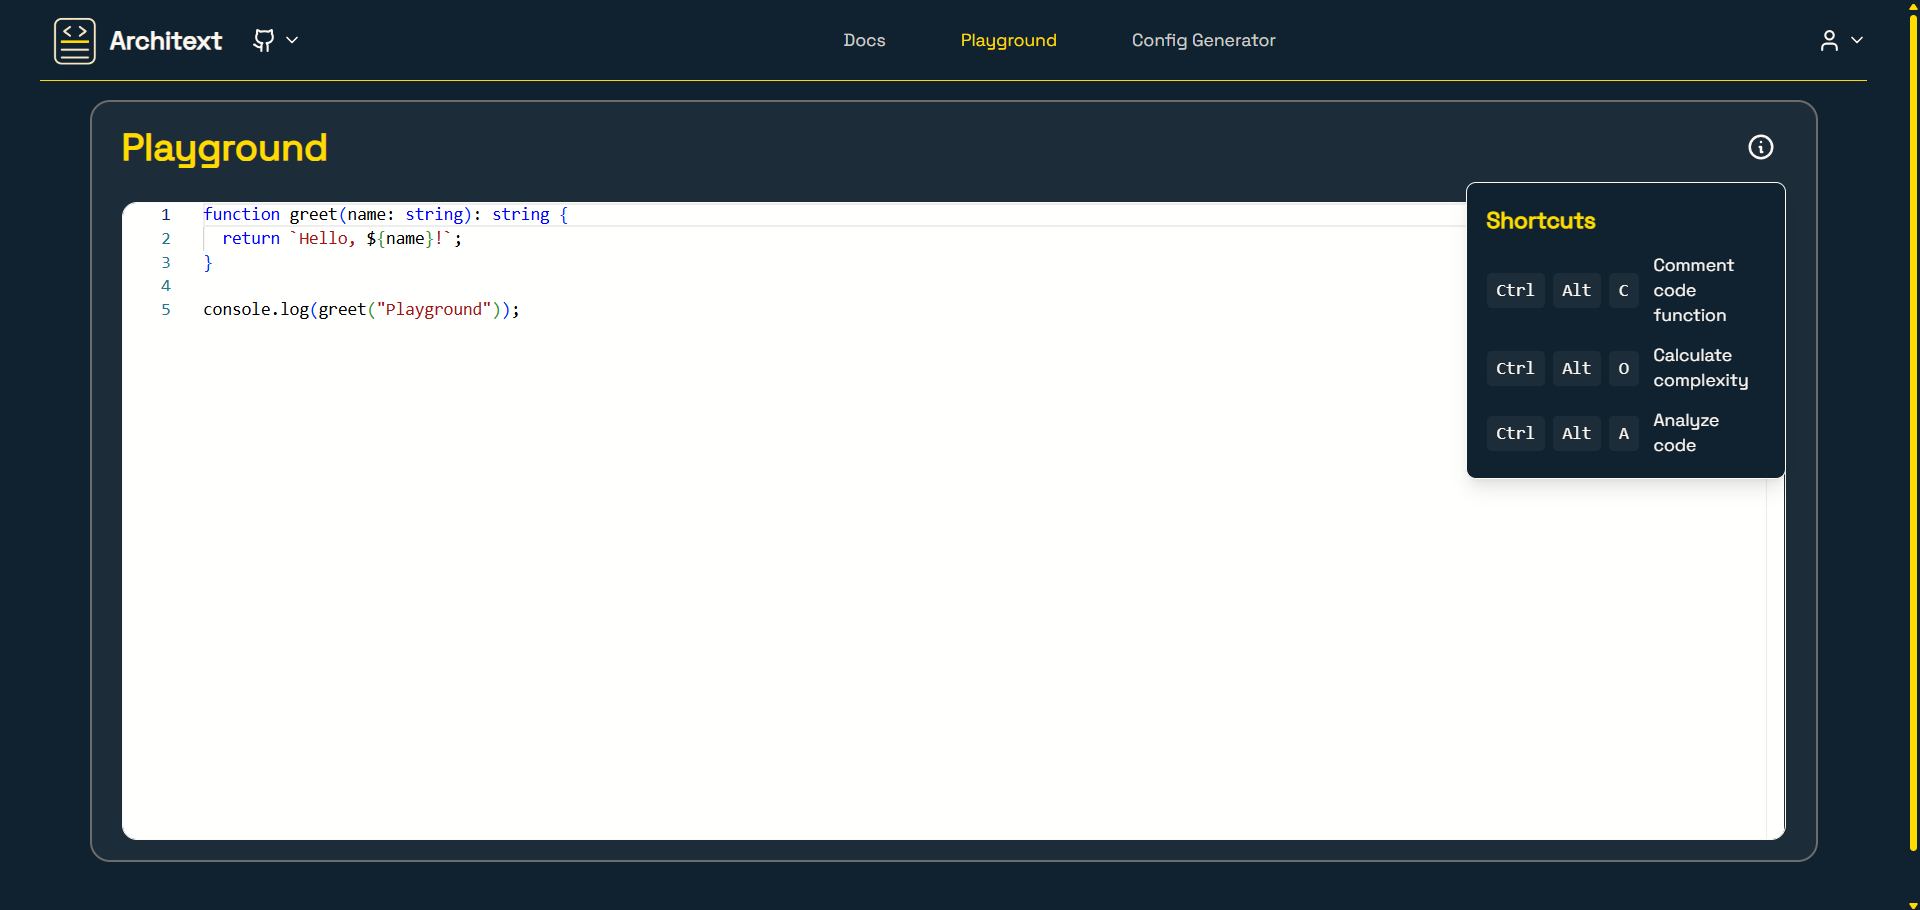 Architext
Docs
Playground
Config Generator
Playground
1 function greet(name: string): string {
2   return `Hello, ${name}!`;
3 }
4
5 console.log(greet("Playground"));
Shortcuts
Ctrl Alt C Comment
code
function
Ctrl Alt O Calculate
complexity
Ctrl Alt A Analyze
code